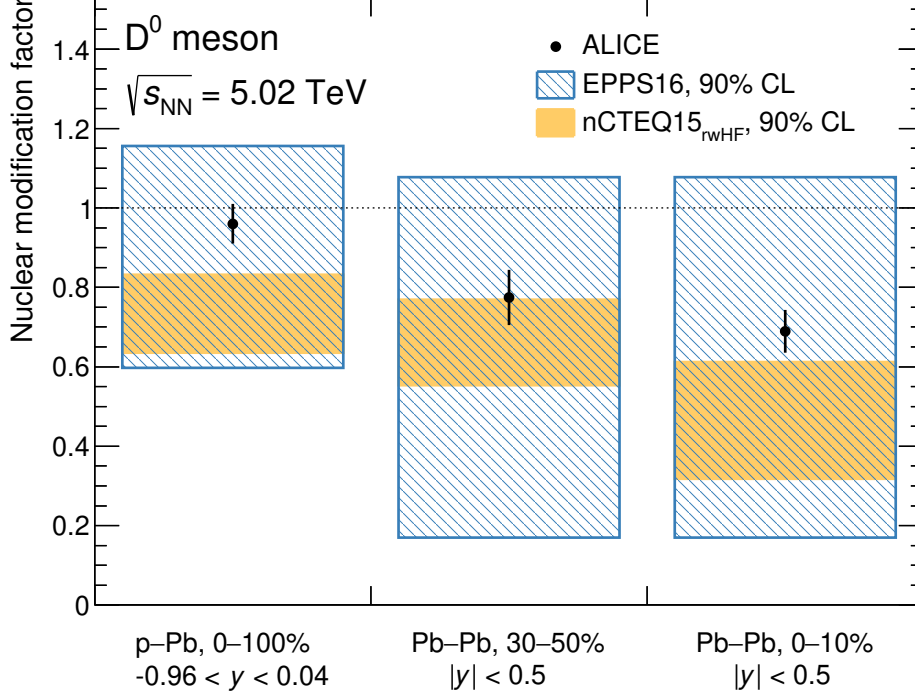 Nuclear modification factor
D⁰ meson
√s_NN = 5.02 TeV
ALICE
EPPS16, 90% CL
nCTEQ15_rwHF, 90% CL
1.4
1.2
1
0.8
0.6
0.4
0.2
0
p–Pb, 0–100%
-0.96 < y < 0.04
Pb–Pb, 30–50%
|y| < 0.5
Pb–Pb, 0–10%
|y| < 0.5